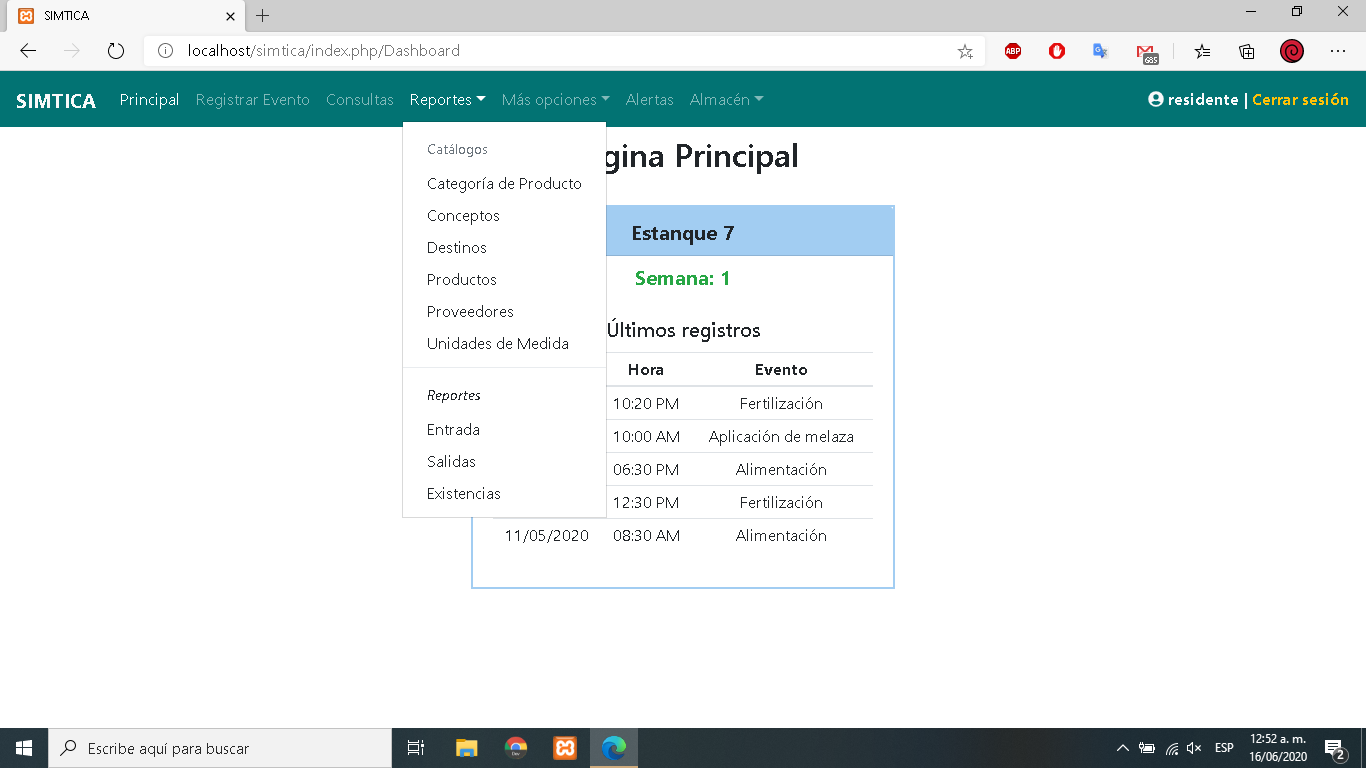 SIMTICA
localhost/simtica/index.php/Dashboard
ABP
685
SIMTICA Principal Registrar Evento Consultas Reportes Más opciones Alertas Almacén residente | Cerrar sesión
gina Principal
Catálogos
Categoría de Producto
Conceptos
Destinos
Productos
Proveedores
Unidades de Medida
Reportes
Entrada
Salidas
Existencias
Estanque 7
Semana: 1
Últimos registros
Hora Evento
10:20 PM Fertilización
10:00 AM Aplicación de melaza
06:30 PM Alimentación
12:30 PM Fertilización
11/05/2020 08:30 AM Alimentación
Escribe aquí para buscar
Dev
ESP
12:52 a. m.
16/06/2020
2